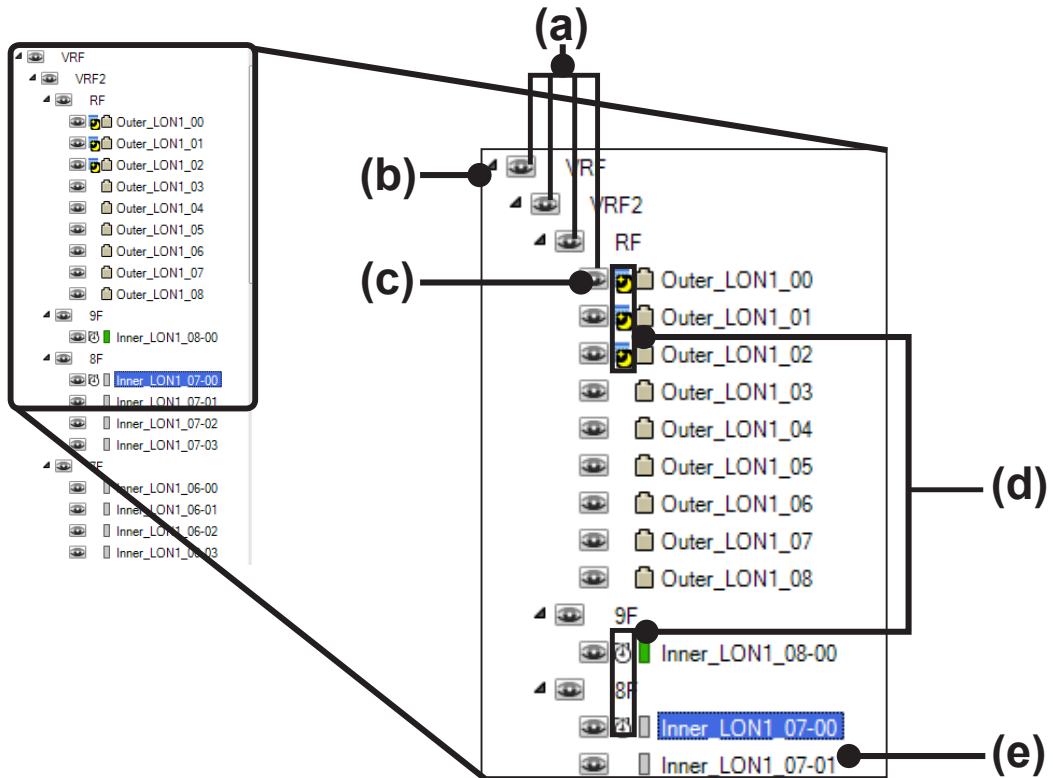 VRF
VRF2
RF
Outer_LON1_00
Outer_LON1_01
Outer_LON1_02
Outer_LON1_03
Outer_LON1_04
Outer_LON1_05
Outer_LON1_06
Outer_LON1_07
Outer_LON1_08
9F
Inner_LON1_08-00
8F
Inner_LON1_07-00
Inner_LON1_07-01
Inner_LON1_07-02
Inner_LON1_07-03
Inner_LON1_06-00
Inner_LON1_06-01
Inner_LON1_06-02
Inner_LON1_06-03
(a)
(b)
VRF
VRF2
RF
(c)
Outer_LON1_00
Outer_LON1_01
Outer_LON1_02
Outer_LON1_03
Outer_LON1_04
Outer_LON1_05
(d)
Outer_LON1_06
Outer_LON1_07
Outer_LON1_08
9F
Inner_LON1_08-00
8F
Inner_LON1_07-00
Inner_LON1_07-01
(e)